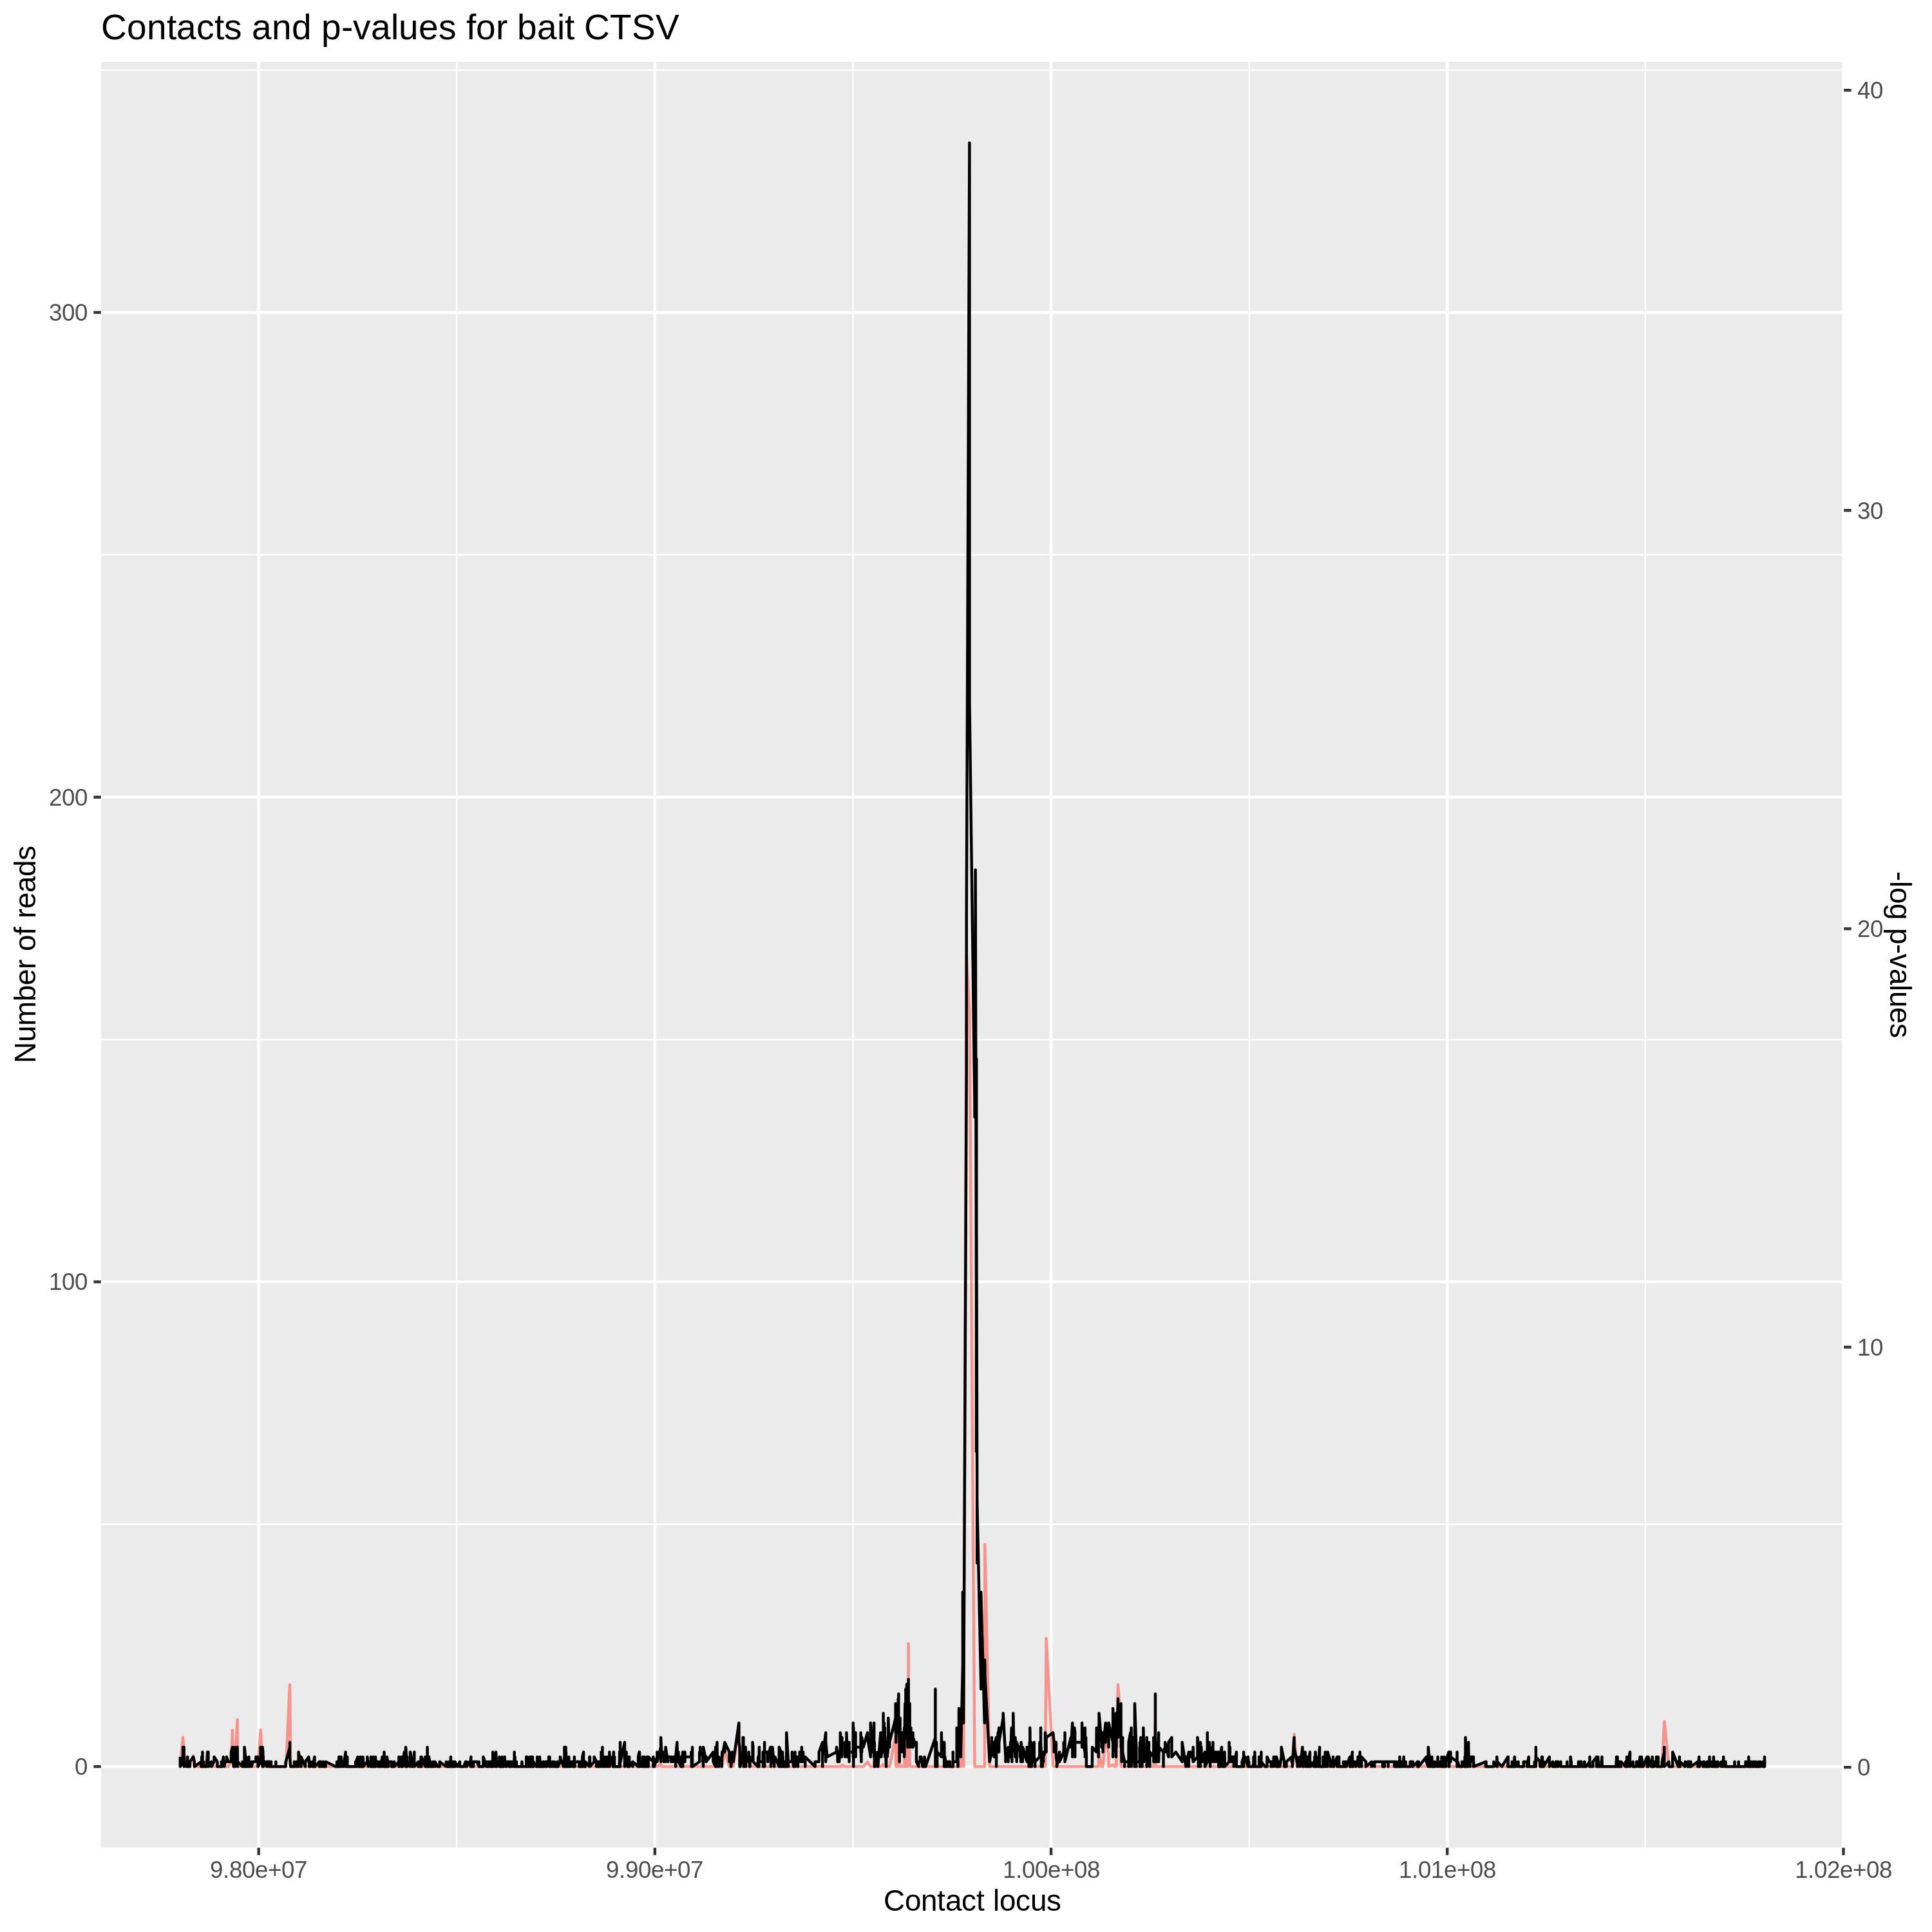 Contacts and p-values for bait CTSV
Number of reads
300
200
100
0
40
30
20
10
0
-log p-values
9.80e+07
9.90e+07
1.00e+08
1.01e+08
1.02e+08
Contact locus